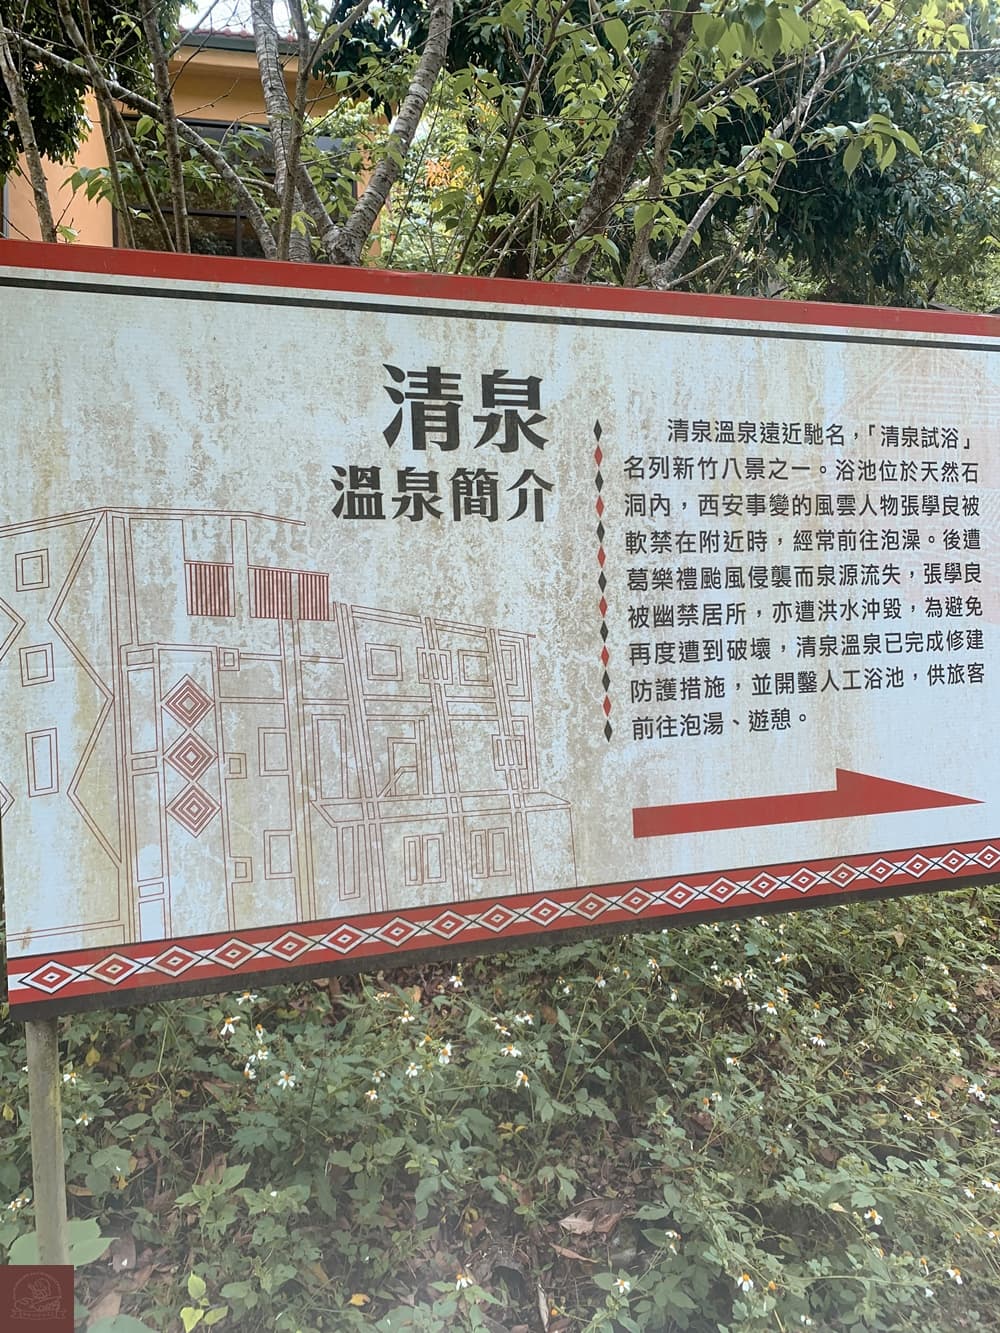 清泉
溫泉簡介
清泉溫泉遠近馳名，「清泉試浴」
名列新竹八景之一。浴池位於天然石
洞內，西安事變的風雲人物張學良被
軟禁在附近時，經常前往泡澡。後遭
葛樂禮颱風侵襲而泉源流失，張學良
被幽禁居所，亦遭洪水沖毀，為避免
再度遭到破壞，清泉溫泉已完成修建
防護措施，並開鑿人工浴池，供旅客
前往泡湯、遊憩。